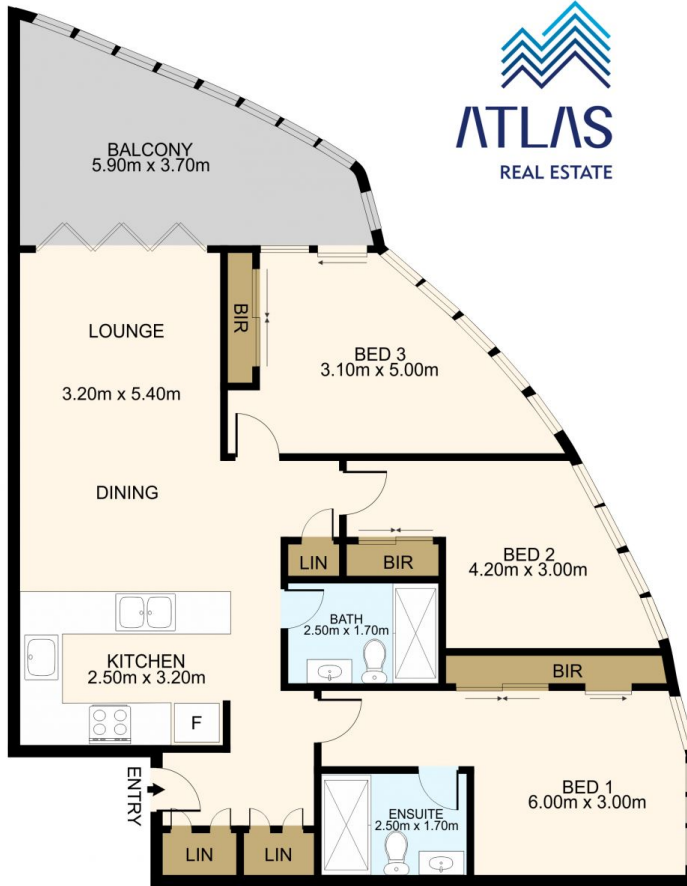 ATLAS
REAL ESTATE
BALCONY
5.90m x 3.70m
LOUNGE
3.20m x 5.40m
DINING
BIR
BED 3
3.10m x 5.00m
LIN
BIR
BED 2
4.20m x 3.00m
BATH
2.50m x 1.70m
KITCHEN
2.50m x 3.20m
F
BIR
ENTRY
BED 1
6.00m x 3.00m
ENSUITE
2.50m x 1.70m
LIN
LIN